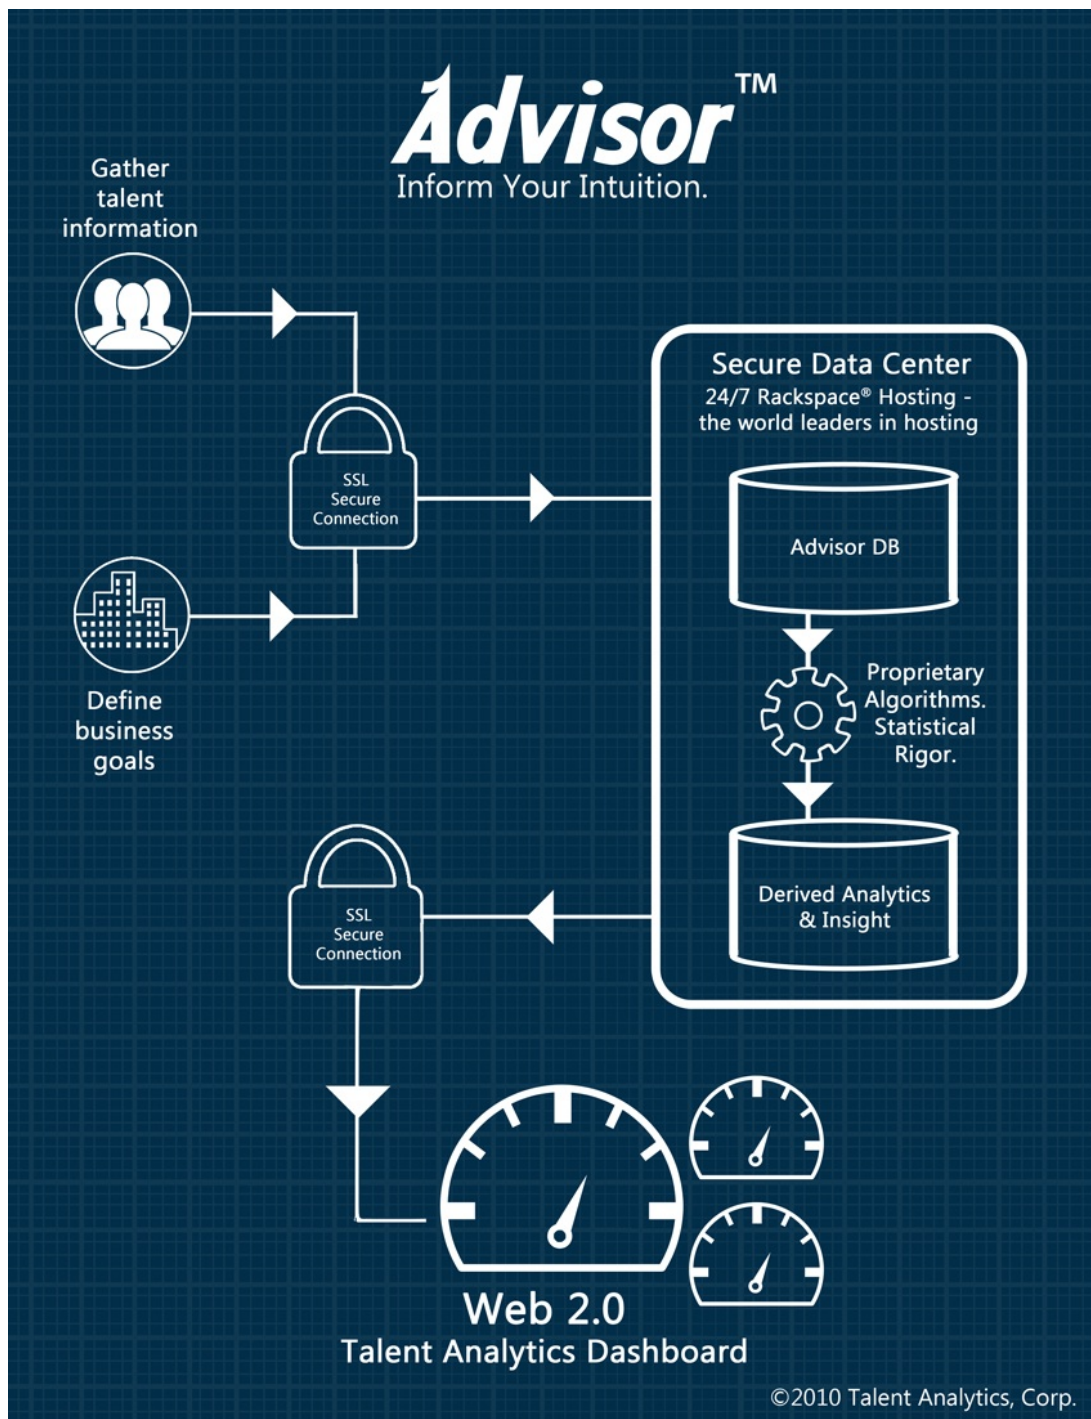 Advisor™
Inform Your Intuition.
Gather
talent
information
SSL
Secure
Connection
Define
business
goals
Secure Data Center
24/7 Rackspace® Hosting -
the world leaders in hosting
Advisor DB
Proprietary
Algorithms.
Statistical
Rigor.
Derived Analytics
& Insight
SSL
Secure
Connection
Web 2.0
Talent Analytics Dashboard
©2010 Talent Analytics, Corp.